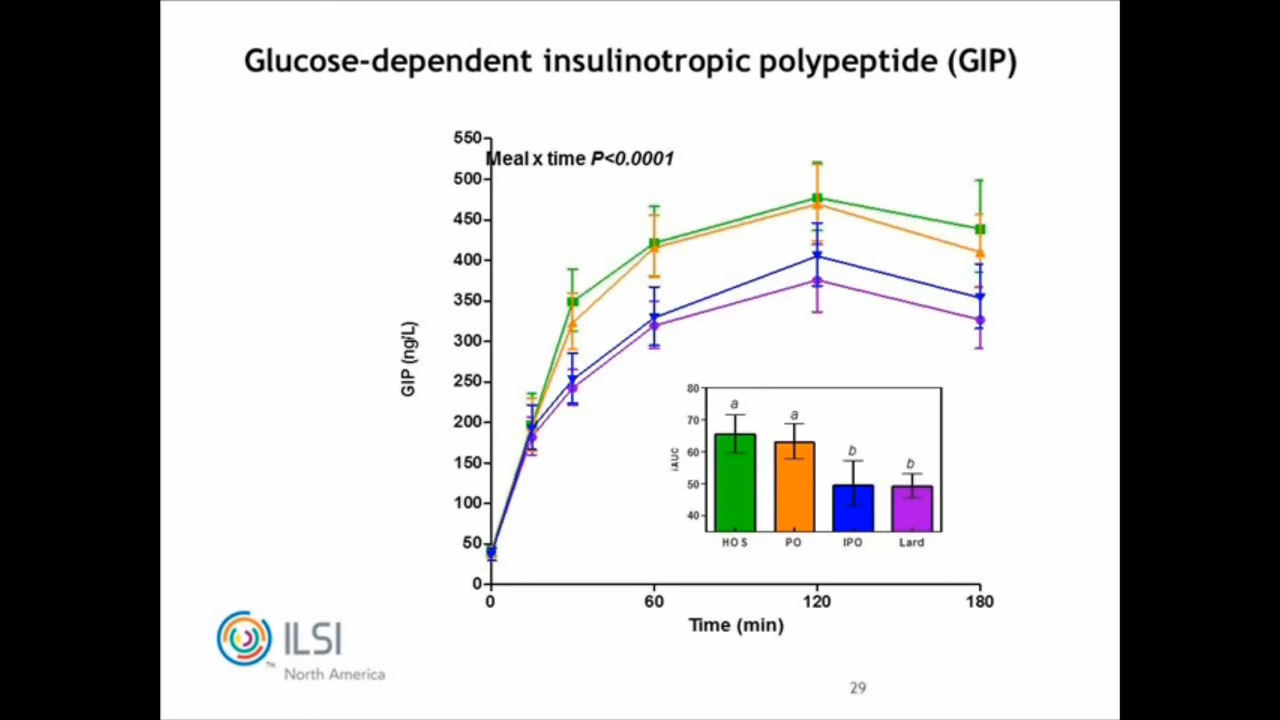 Glucose-dependent insulinotropic polypeptide (GIP)
550
Meal x time P<0.0001
500
450
400
350
300
250
200
150
100
50
0
GIP (ng/L)
0 60 120 180
Time (min)
80
70
60
50
40
iAUC
a a b b
HOS PO IPO Lard
ILSI
TM
North America
29